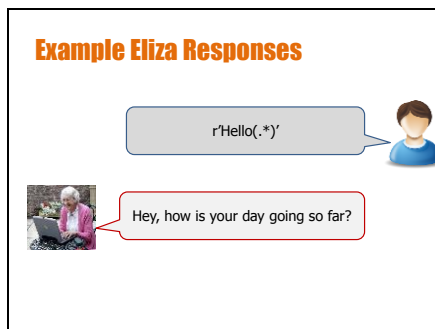 Example Eliza Responses
r’Hello(.*)’
Hey, how is your day going so far?